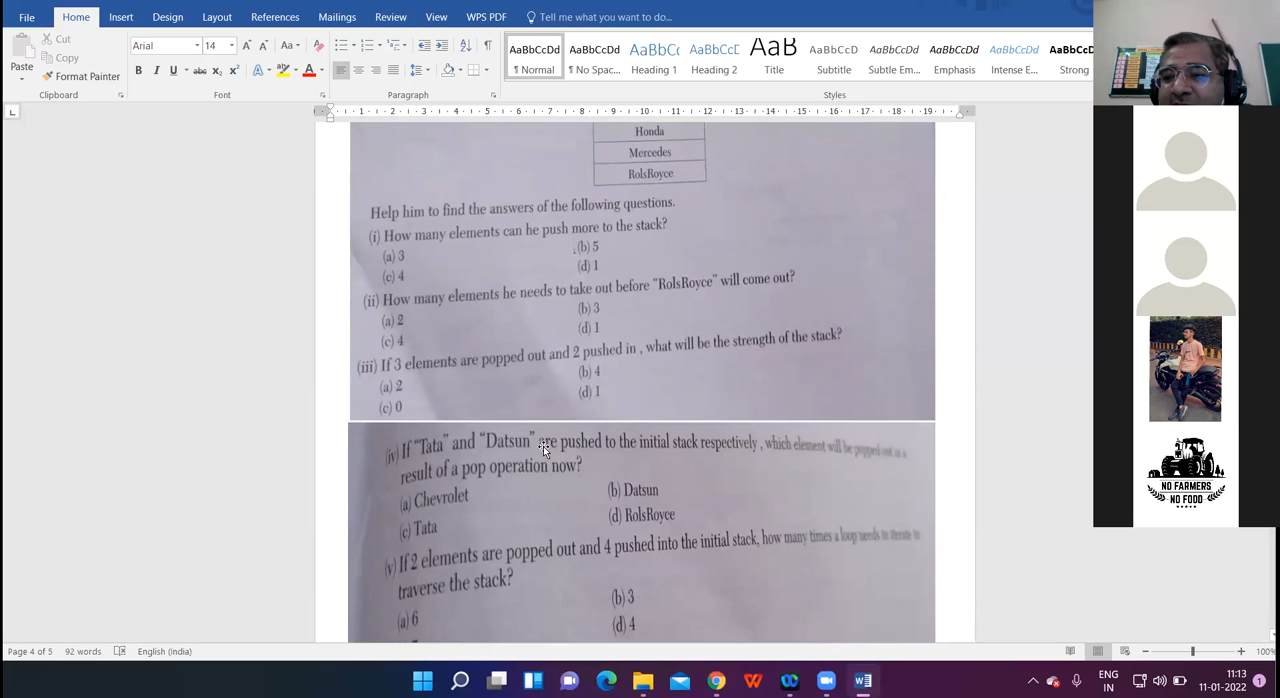 File Home Insert Design Layout References Mailings Review View WPS PDF Tell me what you want to do...
Paste
Cut
Copy
Format Painter
Clipboard
Arial 14
Font
Paragraph
AaBbCcDd AaBbCcDd AaBbC( AaBbCcD AaB AaBbCcD AaBbCcDd AaBbCcDd AaBbCcDd AaBbCc
¶ Normal ¶ No Spac... Heading 1 Heading 2 Title Subtitle Subtle Em... Emphasis Intense E... Strong
Styles
Honda
Mercedes
RolsRoyce
Help him to find the answers of the following questions.
(i) How many elements can he push more to the stack?
(a) 3 (b) 5
(c) 4 (d) 1
(ii) How many elements he needs to take out before "RolsRoyce" will come out?
(a) 2 (b) 3
(c) 4 (d) 1
(iii) If 3 elements are popped out and 2 pushed in , what will be the strength of the stack?
(a) 2 (b) 4
(c) 0 (d) 1
(iv) If "Tata" and "Datsun" are pushed to the initial stack respectively , which element will be popped out as a
result of a pop operation now?
(a) Chevrolet (b) Datsun
(c) Tata (d) RolsRoyce
(v) If 2 elements are popped out and 4 pushed into the initial stack, how many times a loop needs to iterate to
traverse the stack?
(a) 6 (b) 3
(d) 4
NO FARMERS
NO FOOD
Page 4 of 5 92 words English (India) 100%
ENG
IN
11:13
11-01-2022